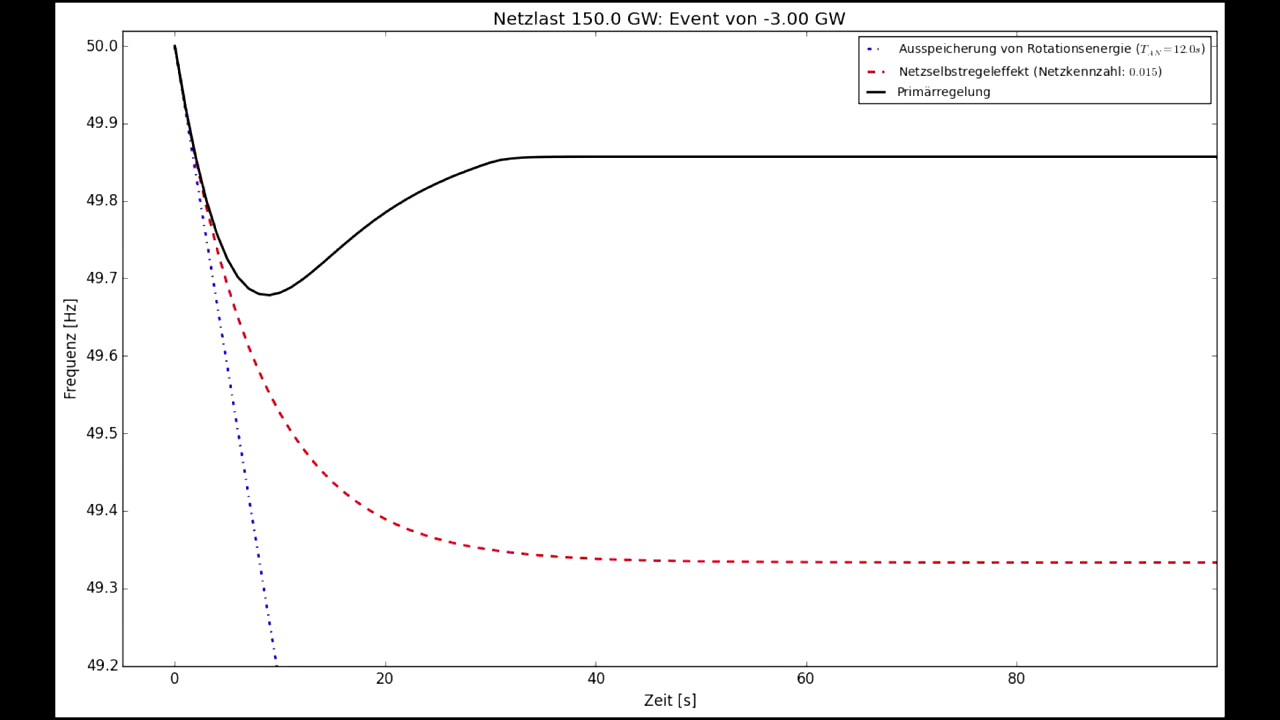 Netzlast 150.0 GW: Event von -3.00 GW
Ausspeicherung von Rotationsenergie (T_AN=12.0s)
Netzselbstregeleffekt (Netzkennzahl: 0.015)
Primärregelung
50.0
49.9
49.8
49.7
49.6
49.5
49.4
49.3
49.2
Frequenz [Hz]
0 20 40 60 80
Zeit [s]